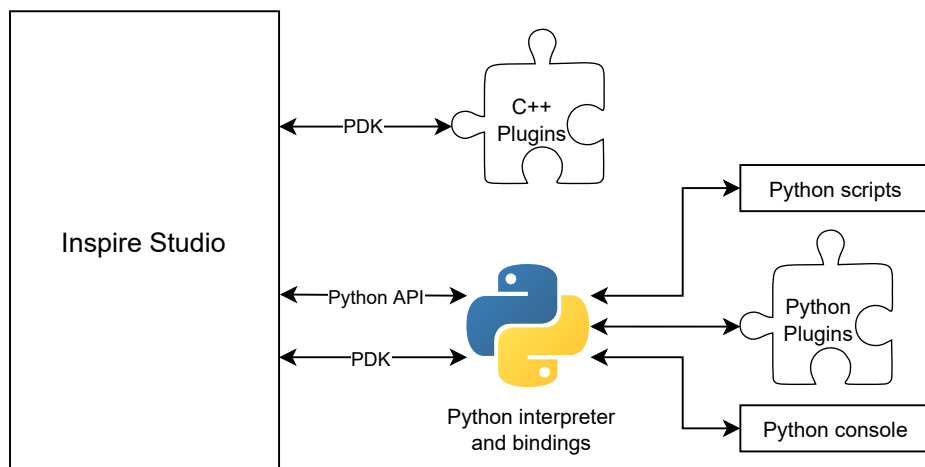 Inspire Studio
PDK
C++
Plugins
Python API
PDK
Python interpreter
and bindings
Python scripts
Python
Plugins
Python console